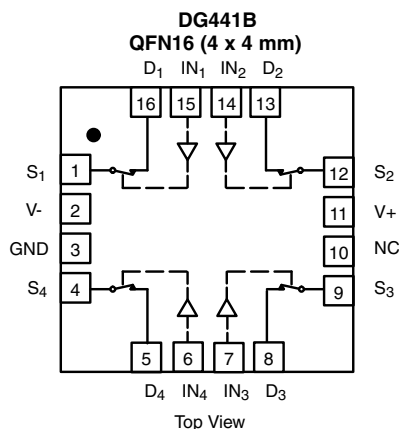 DG441B
QFN16 (4 x 4 mm)
D₁ IN₁ IN₂ D₂
16 15 14 13
S₁ 1 12 S₂
V- 2 11 V+
GND 3 10 NC
S₄ 4 9 S₃
5 6 7 8
D₄ IN₄ IN₃ D₃
Top View